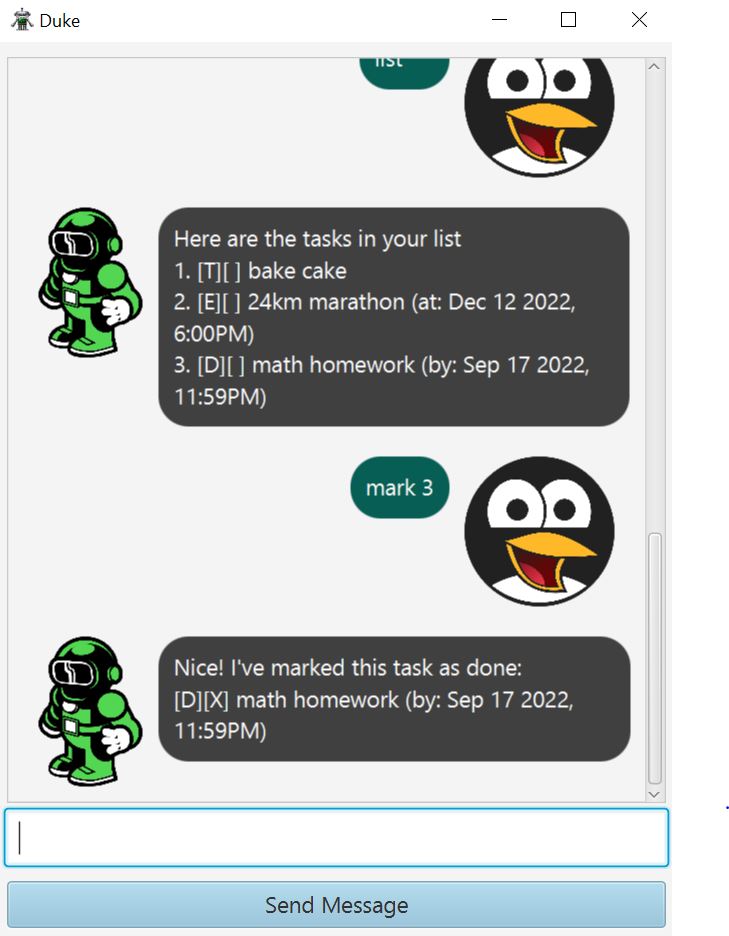 Duke
list
Here are the tasks in your list
1. [T][ ] bake cake
2. [E][ ] 24km marathon (at: Dec 12 2022,
6:00PM)
3. [D][ ] math homework (by: Sep 17 2022,
11:59PM)
mark 3
Nice! I've marked this task as done:
[D][X] math homework (by: Sep 17 2022,
11:59PM)
Send Message